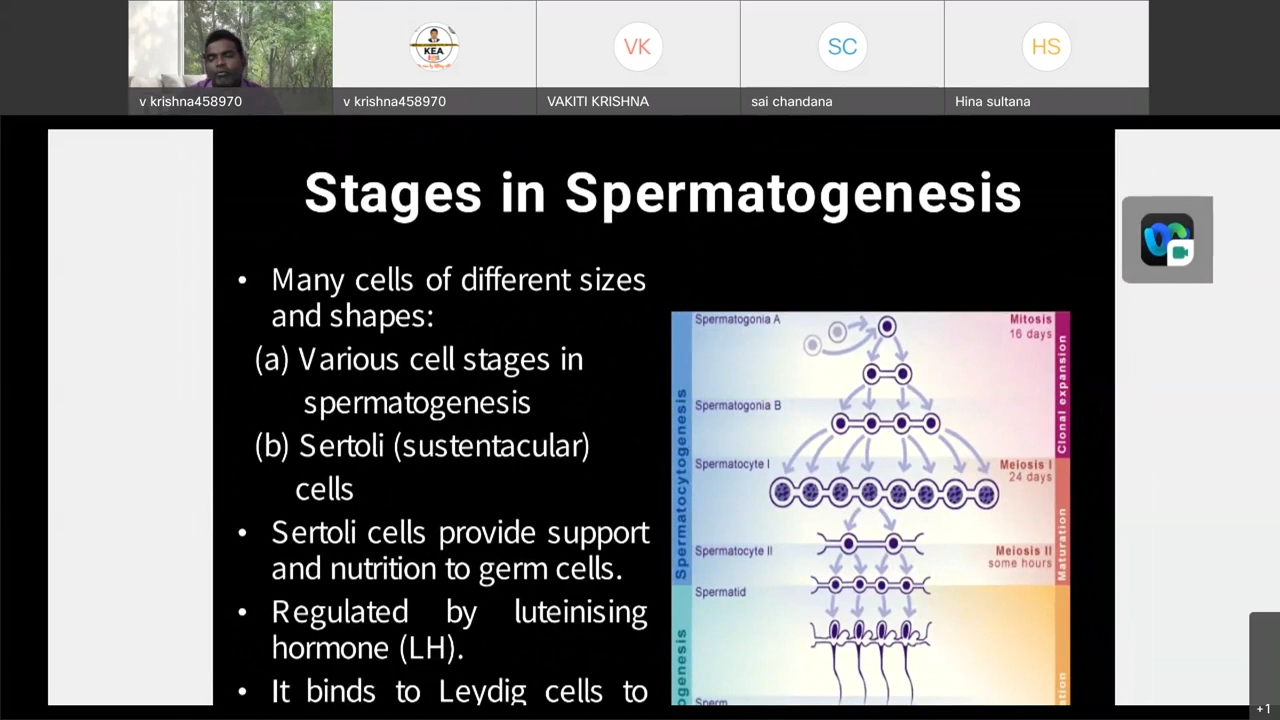 KEA
VK
SC
HS
v krishna458970
v krishna458970
VAKITI KRISHNA
sai chandana
Hina sultana
Stages in Spermatogenesis
• Many cells of different sizes
and shapes:
(a) Various cell stages in
spermatogenesis
(b) Sertoli (sustentacular)
cells
• Sertoli cells provide support
and nutrition to germ cells.
• Regulated by luteinising
hormone (LH).
• It binds to Leydig cells to
Spermatocytogenesis
ogenesis
Spermatogonia A
Spermatogonia B
Spermatocyte I
Spermatocyte II
Spermatid
Sperm
Mitosis
16 days
Meiosis I
24 days
Meiosis II
some hours
Clonal expansion
Maturation
+1